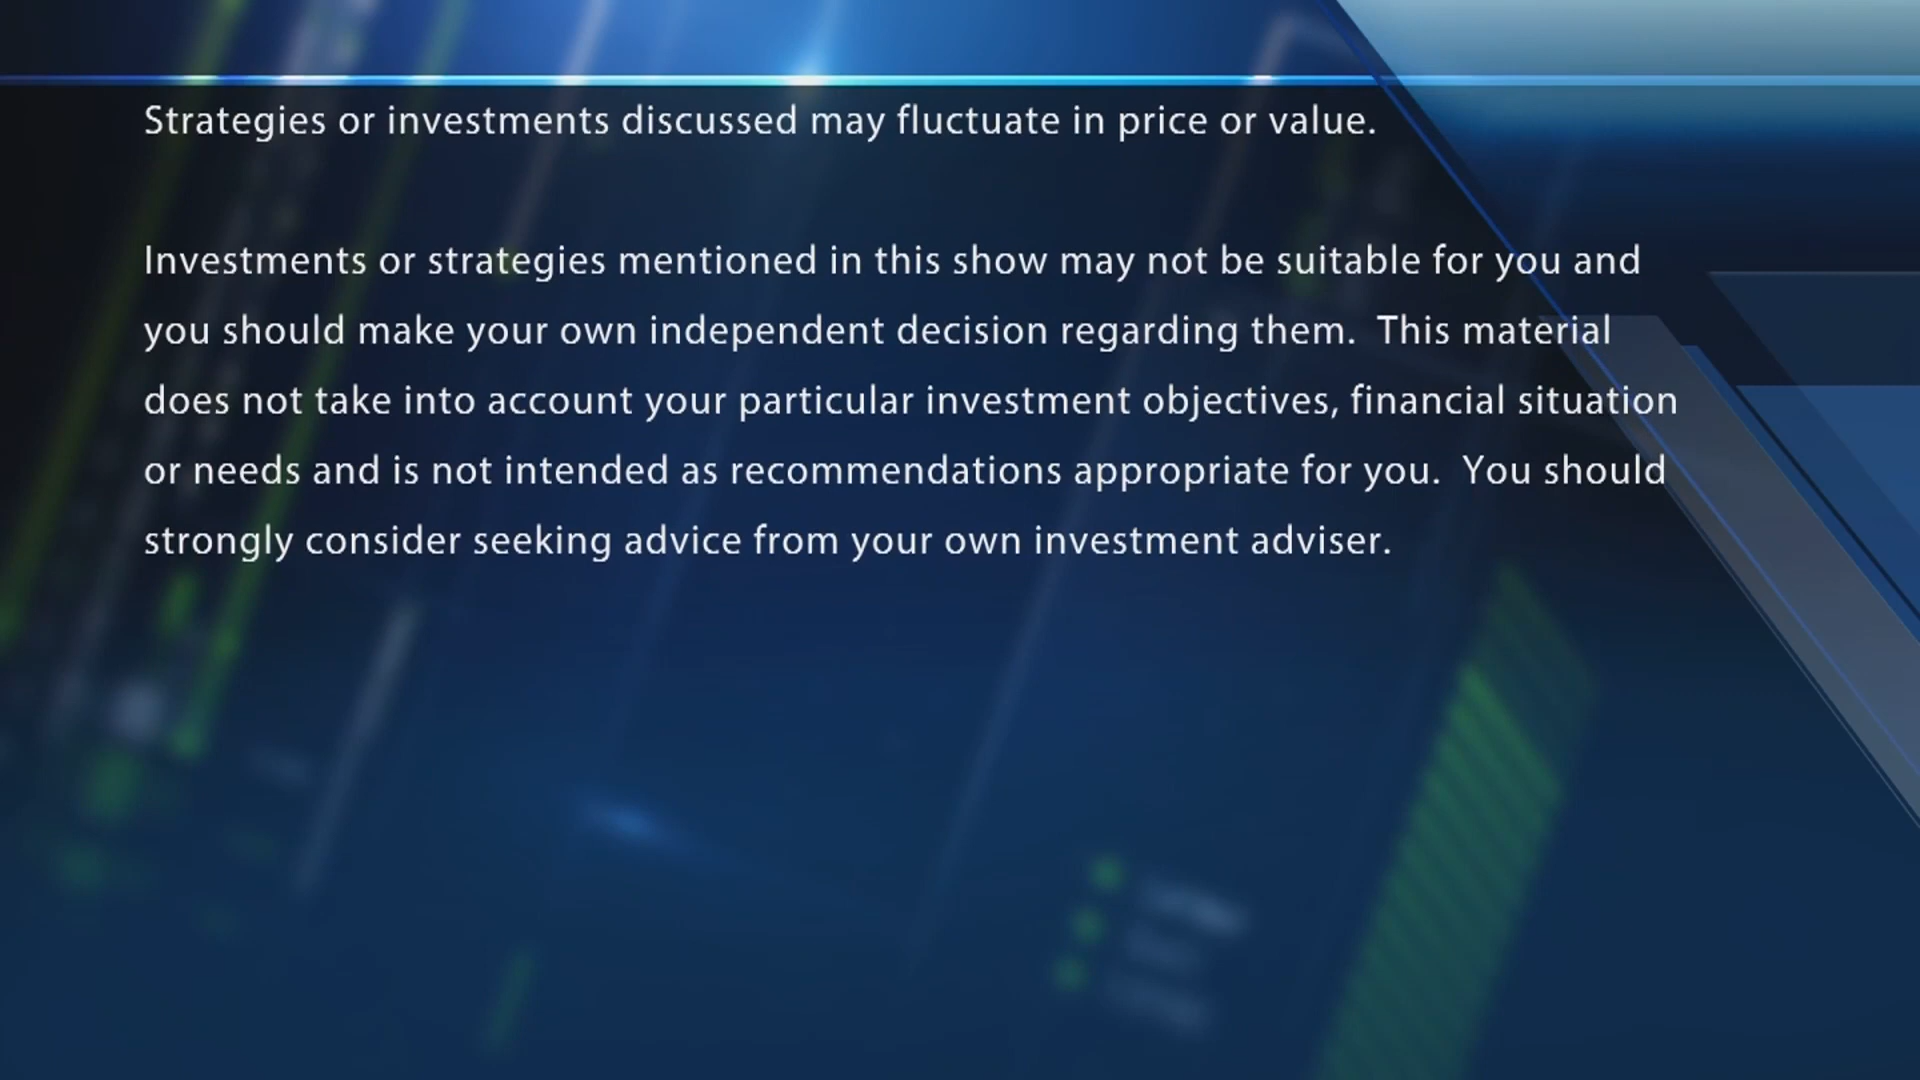 Strategies or investments discussed may fluctuate in price or value.
Investments or strategies mentioned in this show may not be suitable for you and
you should make your own independent decision regarding them.  This material
does not take into account your particular investment objectives, financial situation
or needs and is not intended as recommendations appropriate for you.  You should
strongly consider seeking advice from your own investment adviser.